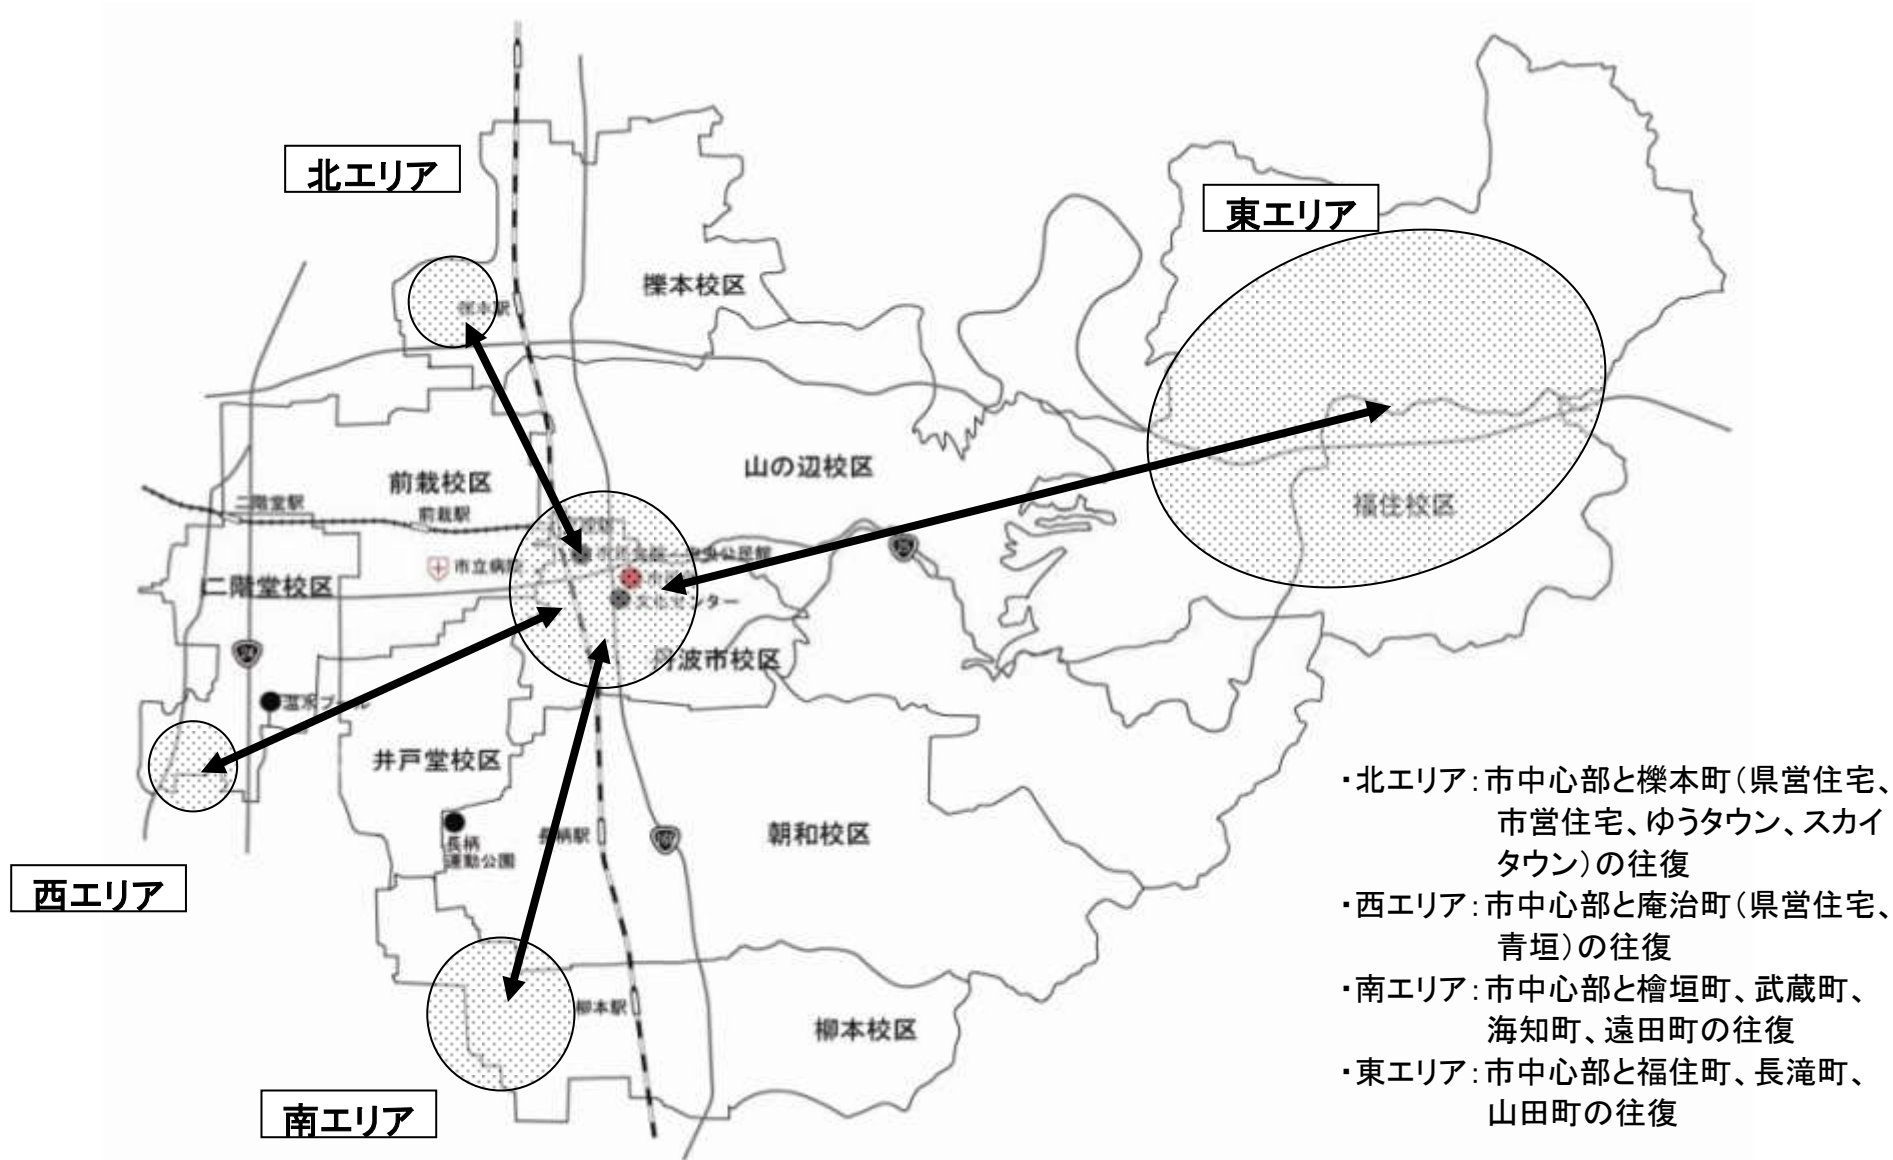 北エリア
東エリア
櫟本駅
櫟本校区
山の辺校区
前栽校区
二階堂駅
前栽駅
福住校区
市立病院
二階堂校区
文化センター
丹波市校区
温水プール
井戸堂校区
長柄
運動公園
長柄駅
朝和校区
西エリア
柳本駅
柳本校区
南エリア
・北エリア:市中心部と櫟本町(県営住宅、
市営住宅、ゆうタウン、スカイ
タウン)の往復
・西エリア:市中心部と庵治町(県営住宅、
青垣)の往復
・南エリア:市中心部と檜垣町、武蔵町、
海知町、遠田町の往復
・東エリア:市中心部と福住町、長滝町、
山田町の往復